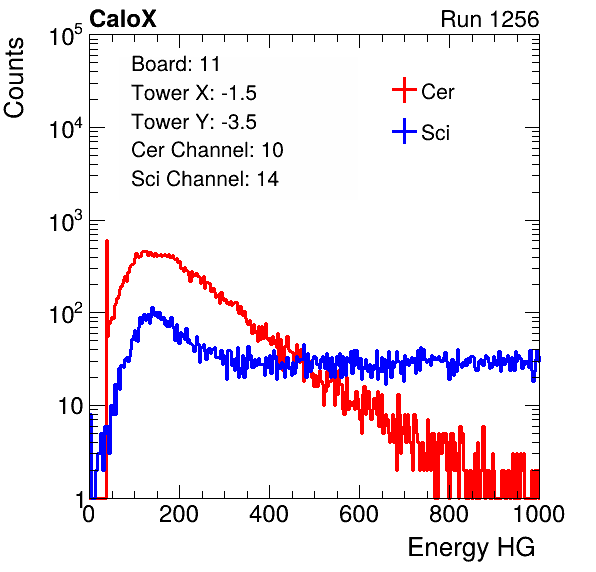 CaloX
Run 1256
Board: 11
Tower X: -1.5
Tower Y: -3.5
Cer Channel: 10
Sci Channel: 14
Cer
Sci
Counts
10^5
10^4
10^3
10^2
10
1
0
200
400
600
800
1000
Energy HG